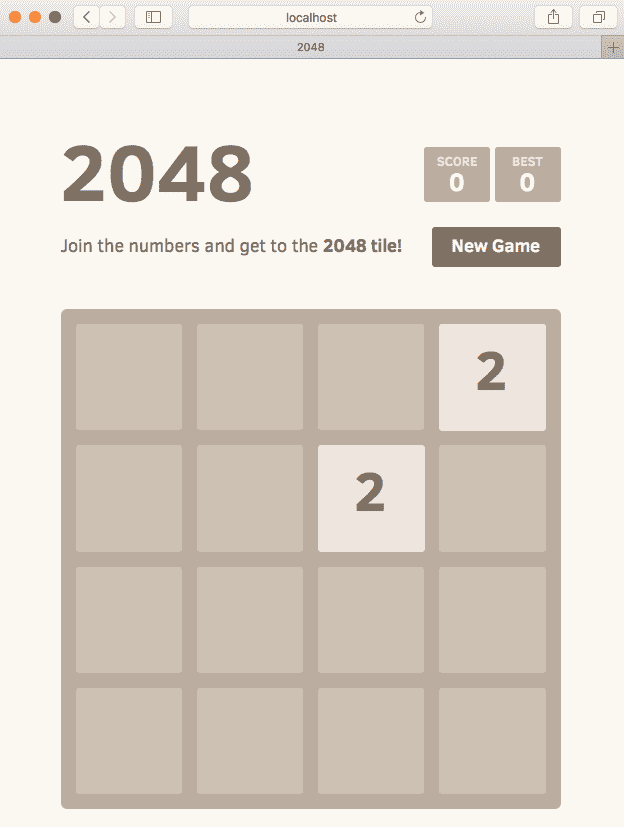 localhost
2048
2048
SCORE
0
BEST
0
Join the numbers and get to the 2048 tile!
New Game
2
2